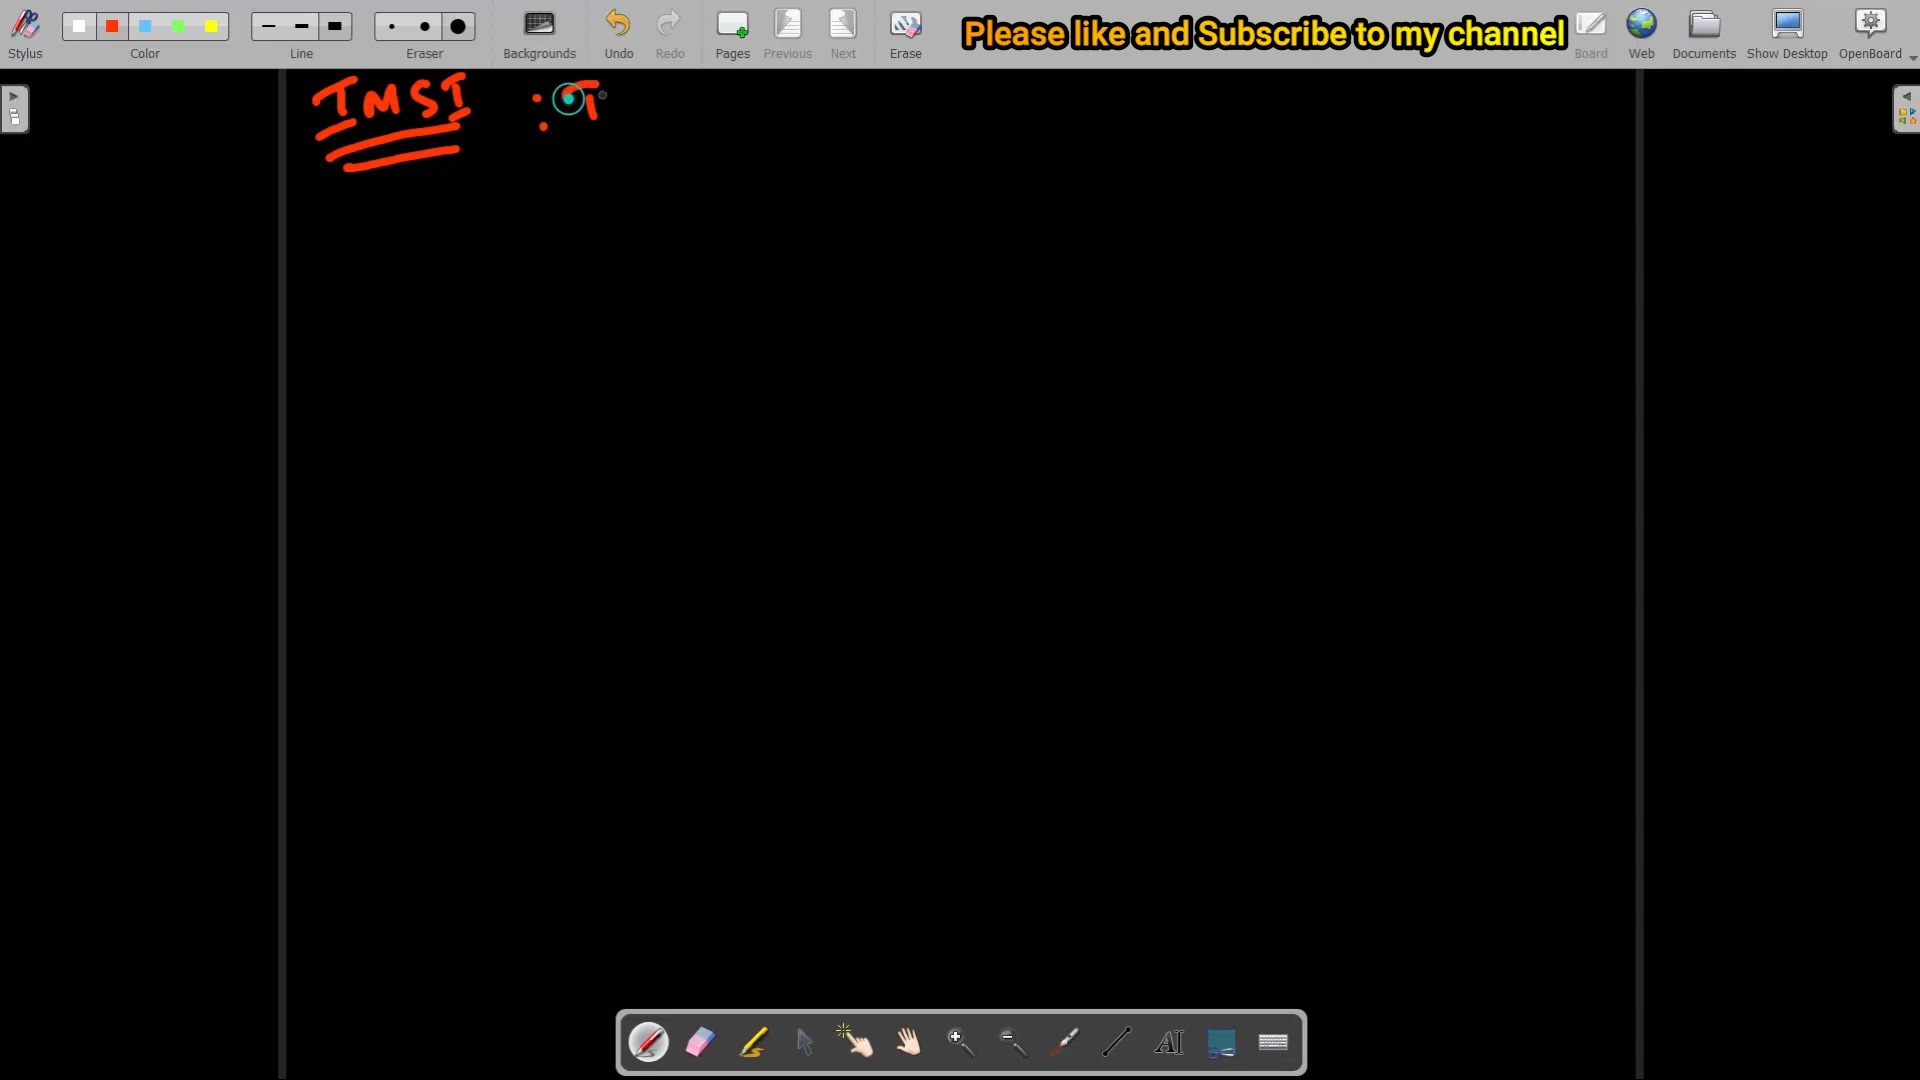 Stylus Color Line Eraser Backgrounds Undo Redo Pages Previous Next Erase Please like and Subscribe to my channel Board Web Documents Show Desktop OpenBoard
IMSI : T
AI